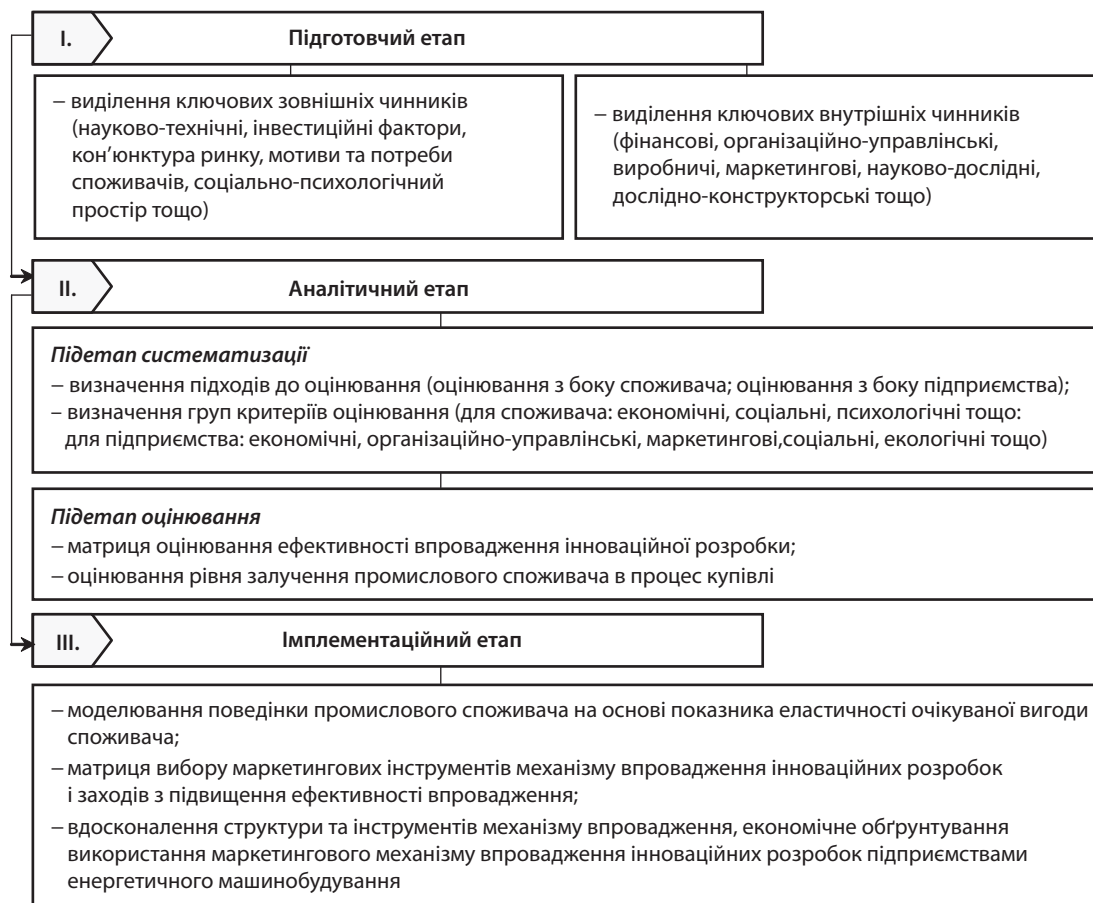 I.
Підготовчий етап
– виділення ключових зовнішніх чинників
(науково-технічні, інвестиційні фактори,
кон’юнктура ринку, мотиви та потреби
споживачів, соціально-психологічний
простір тощо)
– виділення ключових внутрішніх чинників
(фінансові, організаційно-управлінські,
виробничі, маркетингові, науково-дослідні,
дослідно-конструкторські тощо)
II.
Аналітичний етап
Підетап систематизації
– визначення підходів до оцінювання (оцінювання з боку споживача; оцінювання з боку підприємства);
– визначення груп критеріїв оцінювання (для споживача: економічні, соціальні, психологічні тощо:
для підприємства: економічні, організаційно-управлінські, маркетингові,соціальні, екологічні тощо)
Підетап оцінювання
– матриця оцінювання ефективності впровадження інноваційної розробки;
– оцінювання рівня залучення промислового споживача в процес купівлі
III.
Імплементаційний етап
– моделювання поведінки промислового споживача на основі показника еластичності очікуваної вигоди
споживача;
– матриця вибору маркетингових інструментів механізму впровадження інноваційних розробок
і заходів з підвищення ефективності впровадження;
– вдосконалення структури та інструментів механізму впровадження, економічне обґрунтування
використання маркетингового механізму впровадження інноваційних розробок підприємствами
енергетичного машинобудування